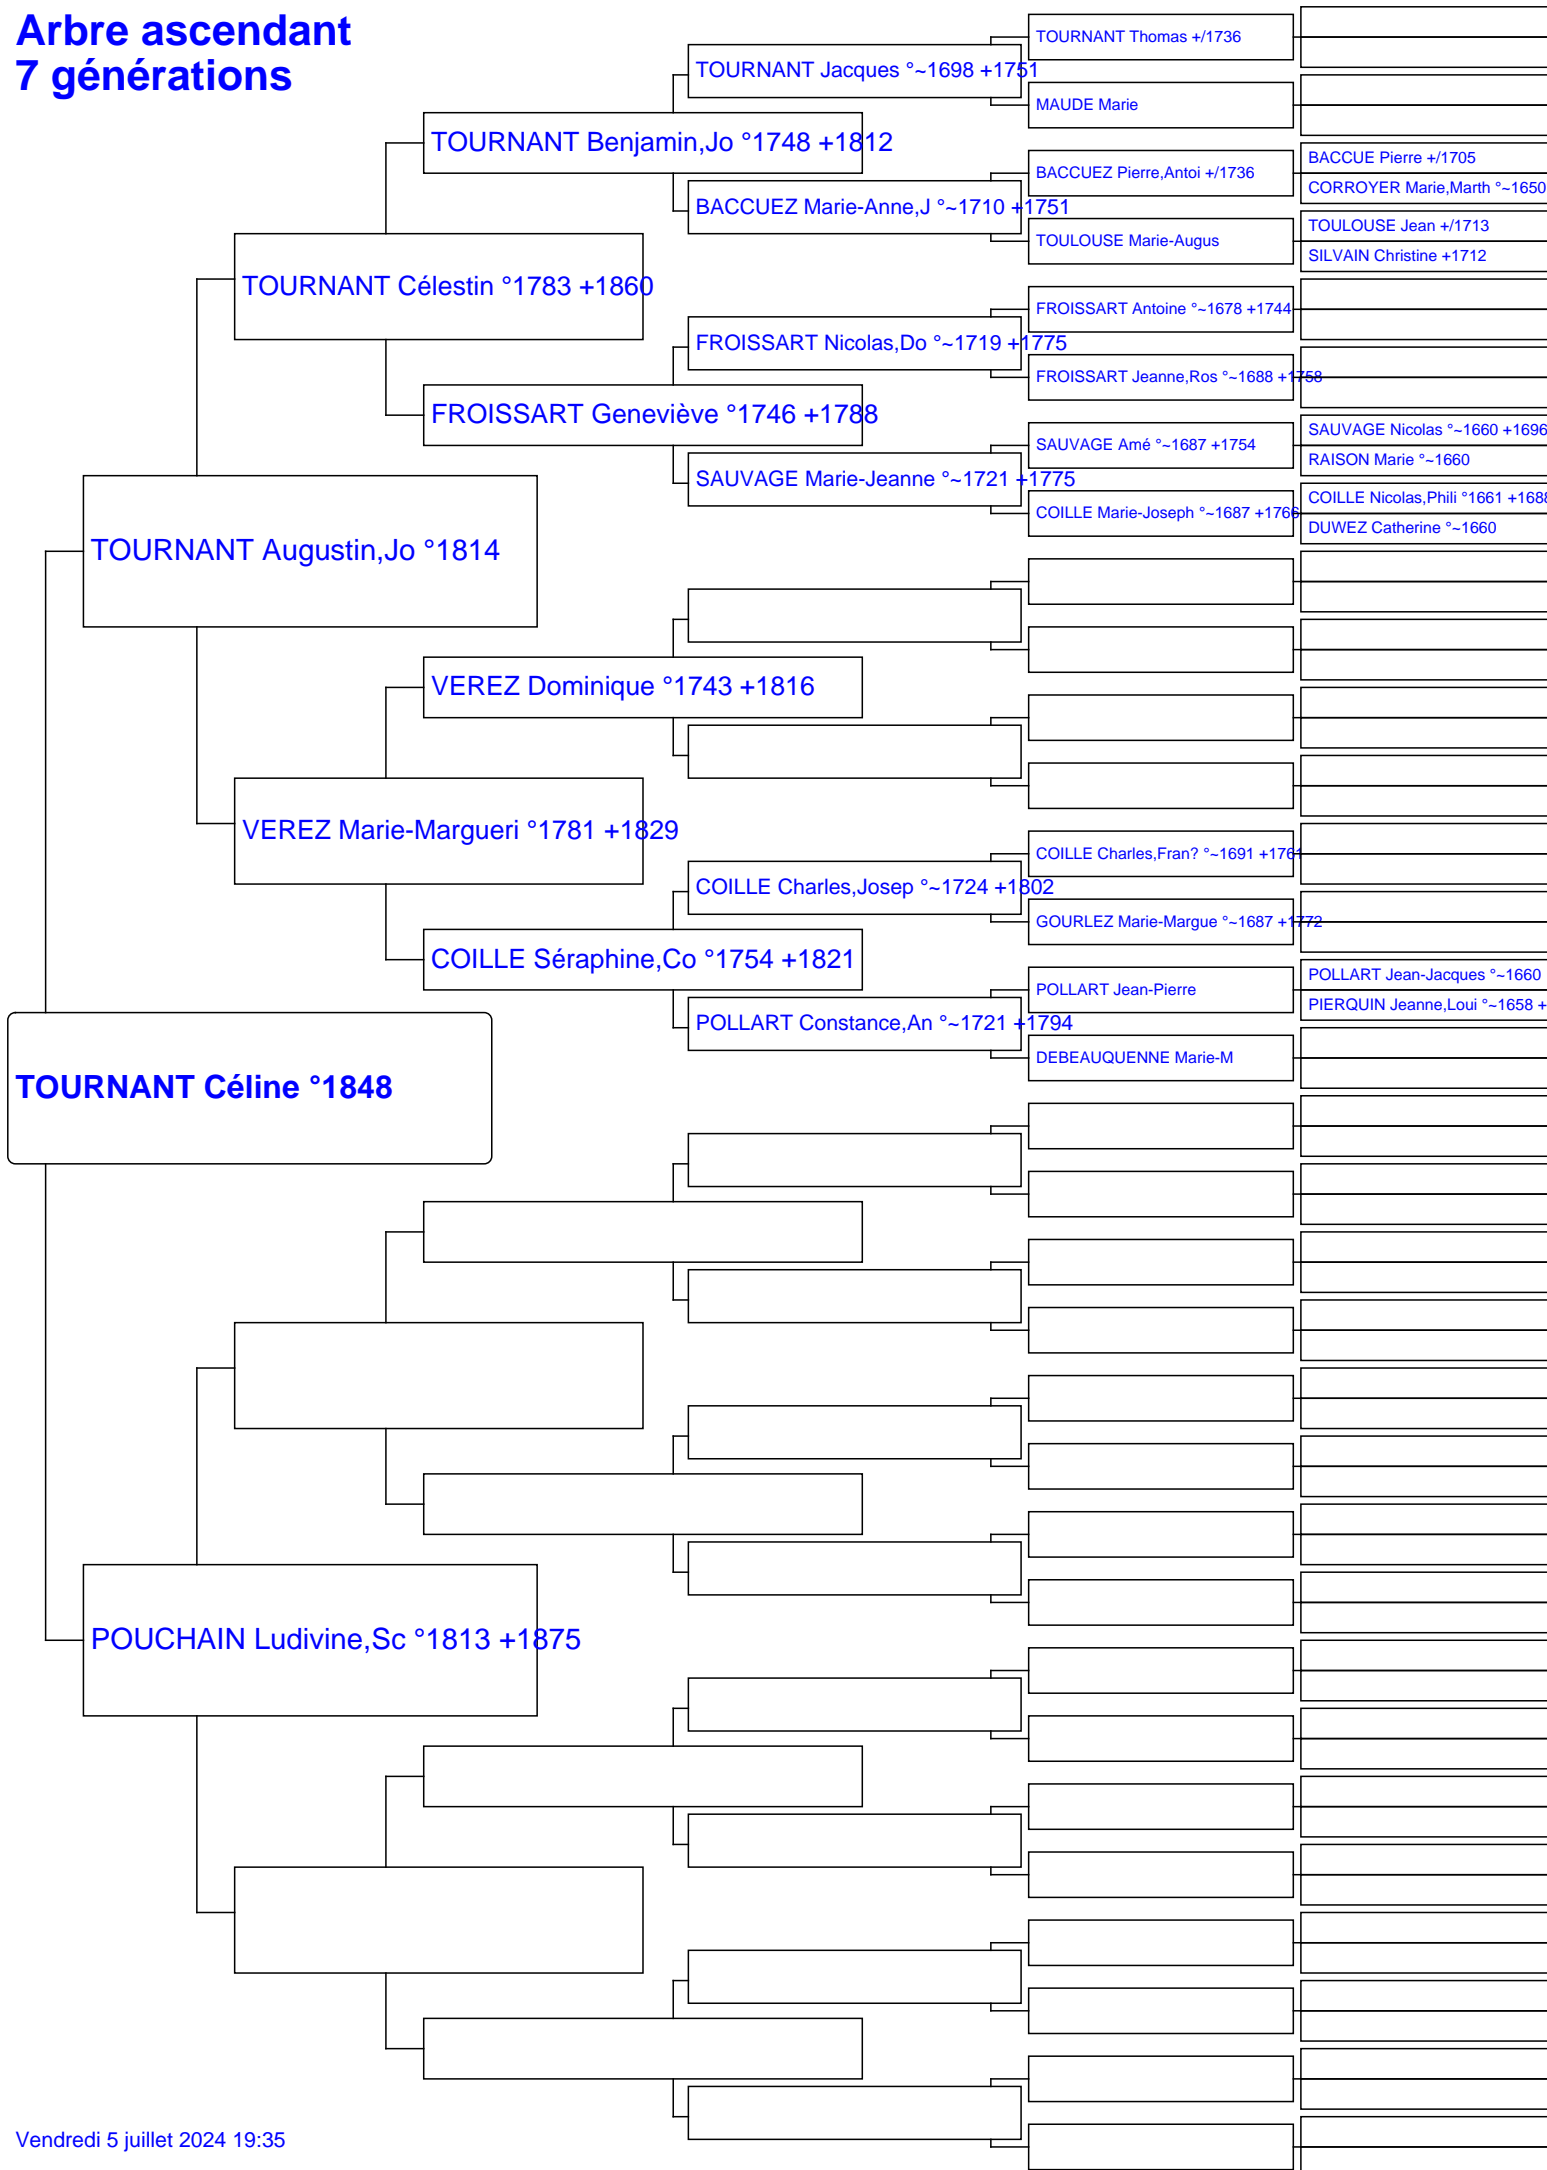 Arbre ascendant
7 générations
TOURNANT Thomas +/1736
TOURNANT Jacques °~1698 +1751
MAUDE Marie
TOURNANT Benjamin,Jo °1748 +1812
BACCUE Pierre +/1705
BACCUEZ Pierre,Antoi +/1736
CORROYER Marie,Marth °~1650
BACCUEZ Marie-Anne,J °~1710 +1751
TOULOUSE Jean +/1713
TOULOUSE Marie-Augus
SILVAIN Christine +1712
TOURNANT Célestin °1783 +1860
FROISSART Antoine °~1678 +1744
FROISSART Nicolas,Do °~1719 +1775
FROISSART Jeanne,Ros °~1688 +1758
FROISSART Geneviève °1746 +1788
SAUVAGE Nicolas °~1660 +1696
SAUVAGE Amé °~1687 +1754
RAISON Marie °~1660
SAUVAGE Marie-Jeanne °~1721 +1775
COILLE Nicolas,Phili °1661 +1688
COILLE Marie-Joseph °~1687 +1766
DUWEZ Catherine °~1660
TOURNANT Augustin,Jo °1814
VEREZ Dominique °1743 +1816
VEREZ Marie-Margueri °1781 +1829
COILLE Charles,Fran? °~1691 +1761
COILLE Charles,Josep °~1724 +1802
GOURLEZ Marie-Margue °~1687 +1772
COILLE Séraphine,Co °1754 +1821
POLLART Jean-Jacques °~1660
POLLART Jean-Pierre
PIERQUIN Jeanne,Loui °~1658 +
POLLART Constance,An °~1721 +1794
DEBEAUQUENNE Marie-M
TOURNANT Céline °1848
POUCHAIN Ludivine,Sc °1813 +1875
Vendredi 5 juillet 2024 19:35